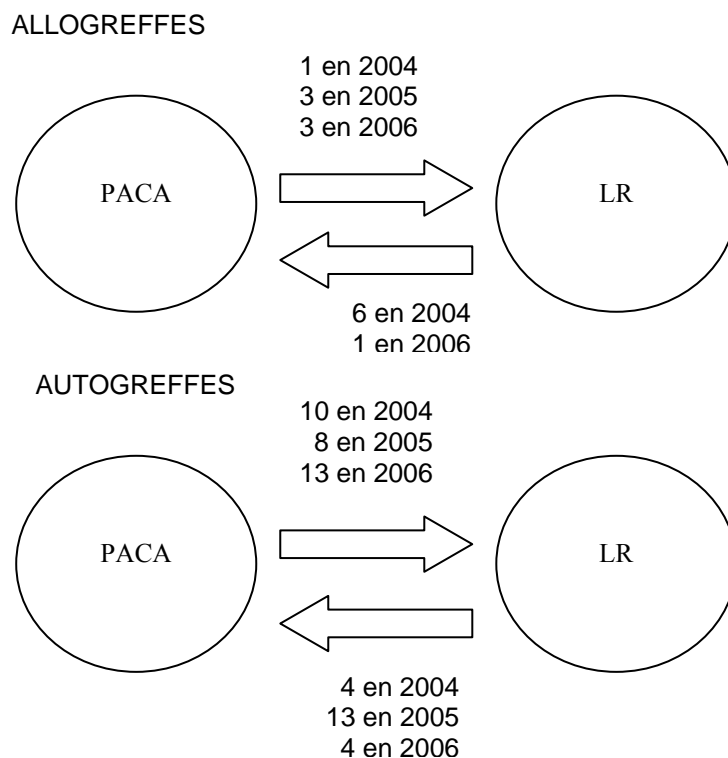 ALLOGREFFES
1 en 2004
3 en 2005
3 en 2006
PACA
LR
6 en 2004
1 en 2006
AUTOGREFFES
10 en 2004
8 en 2005
13 en 2006
PACA
LR
4 en 2004
13 en 2005
4 en 2006